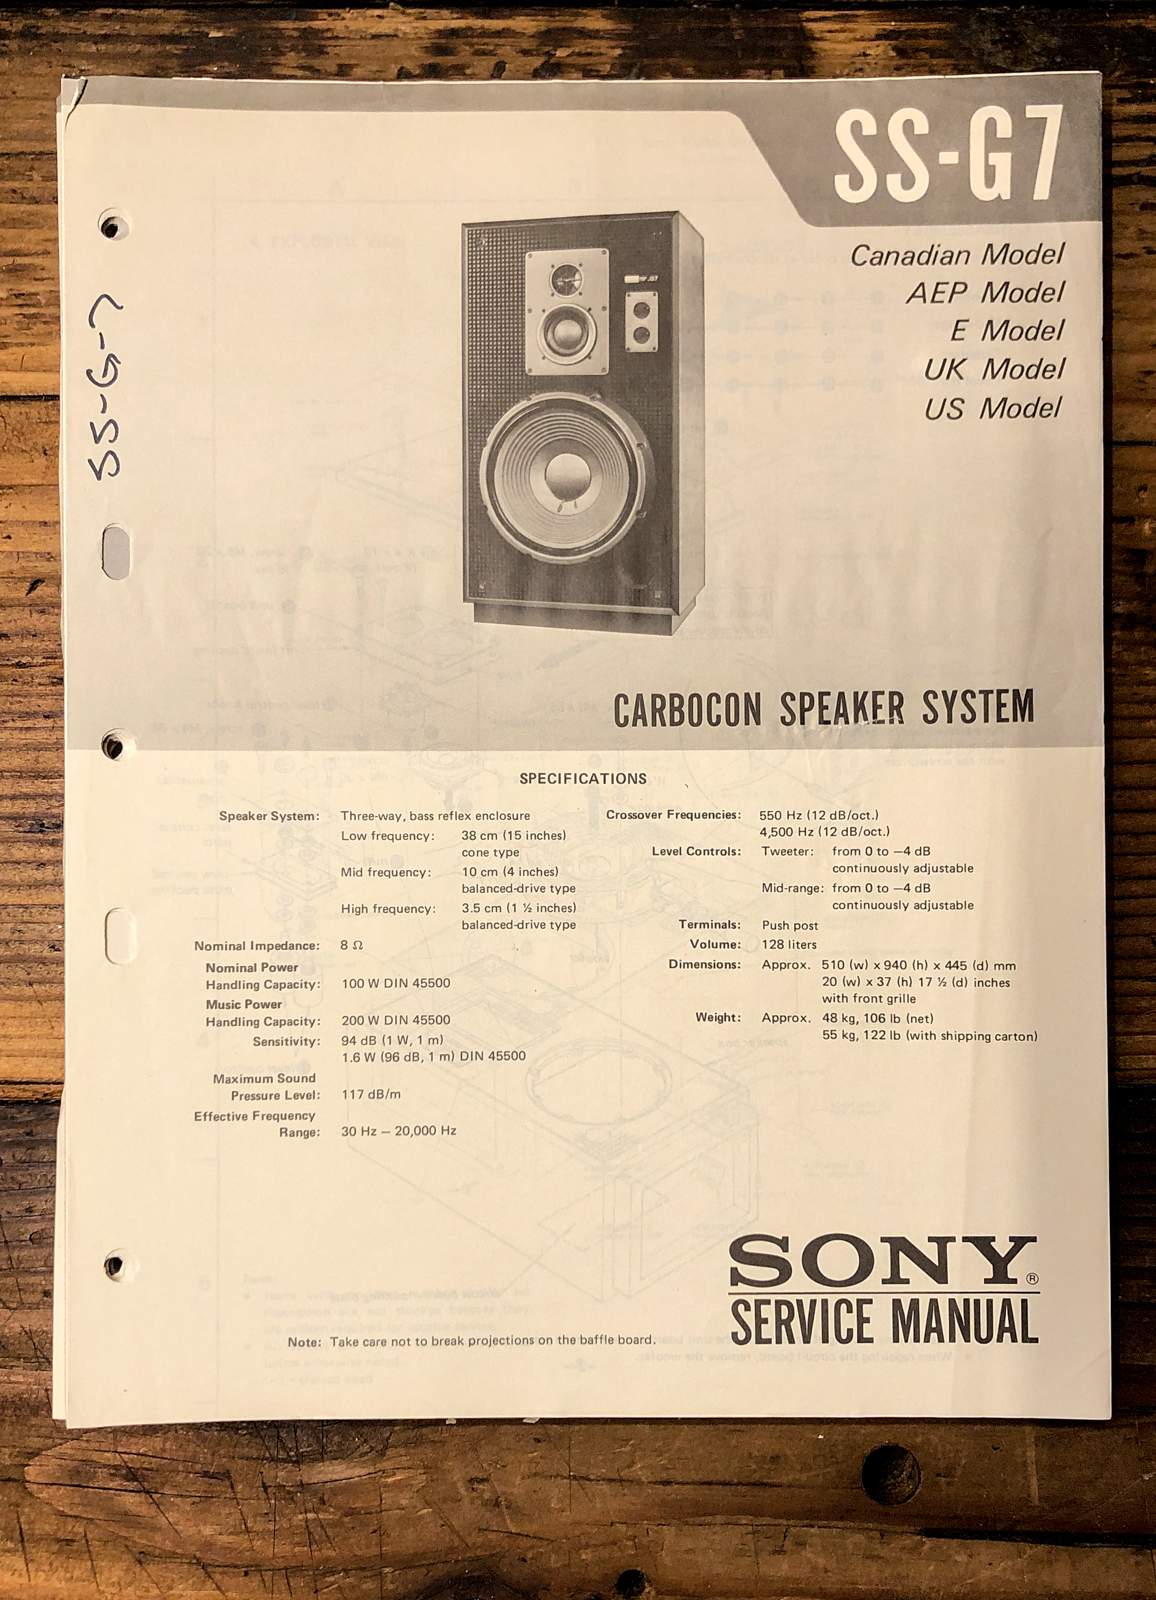 SS-G7
Canadian Model
AEP Model
E Model
UK Model
US Model
SS-G-7
CARBOCON SPEAKER SYSTEM
SPECIFICATIONS
Speaker System: Three-way, bass reflex enclosure
Low frequency: 38 cm (15 inches)
cone type
Mid frequency: 10 cm (4 inches)
balanced-drive type
High frequency: 3.5 cm (1 ½ inches)
balanced-drive type
Nominal Impedance: 8 Ω
Nominal Power
Handling Capacity: 100 W DIN 45500
Music Power
Handling Capacity: 200 W DIN 45500
Sensitivity: 94 dB (1 W, 1 m)
1.6 W (96 dB, 1 m) DIN 45500
Maximum Sound
Pressure Level: 117 dB/m
Effective Frequency
Range: 30 Hz — 20,000 Hz
Crossover Frequencies: 550 Hz (12 dB/oct.)
4,500 Hz (12 dB/oct.)
Level Controls: Tweeter: from 0 to —4 dB
continuously adjustable
Mid-range: from 0 to —4 dB
continuously adjustable
Terminals: Push post
Volume: 128 liters
Dimensions: Approx. 510 (w) x 940 (h) x 445 (d) mm
20 (w) x 37 (h) 17 ½ (d) inches
with front grille
Weight: Approx. 48 kg, 106 lb (net)
55 kg, 122 lb (with shipping carton)
SONY®
SERVICE MANUAL
Note: Take care not to break projections on the baffle board.